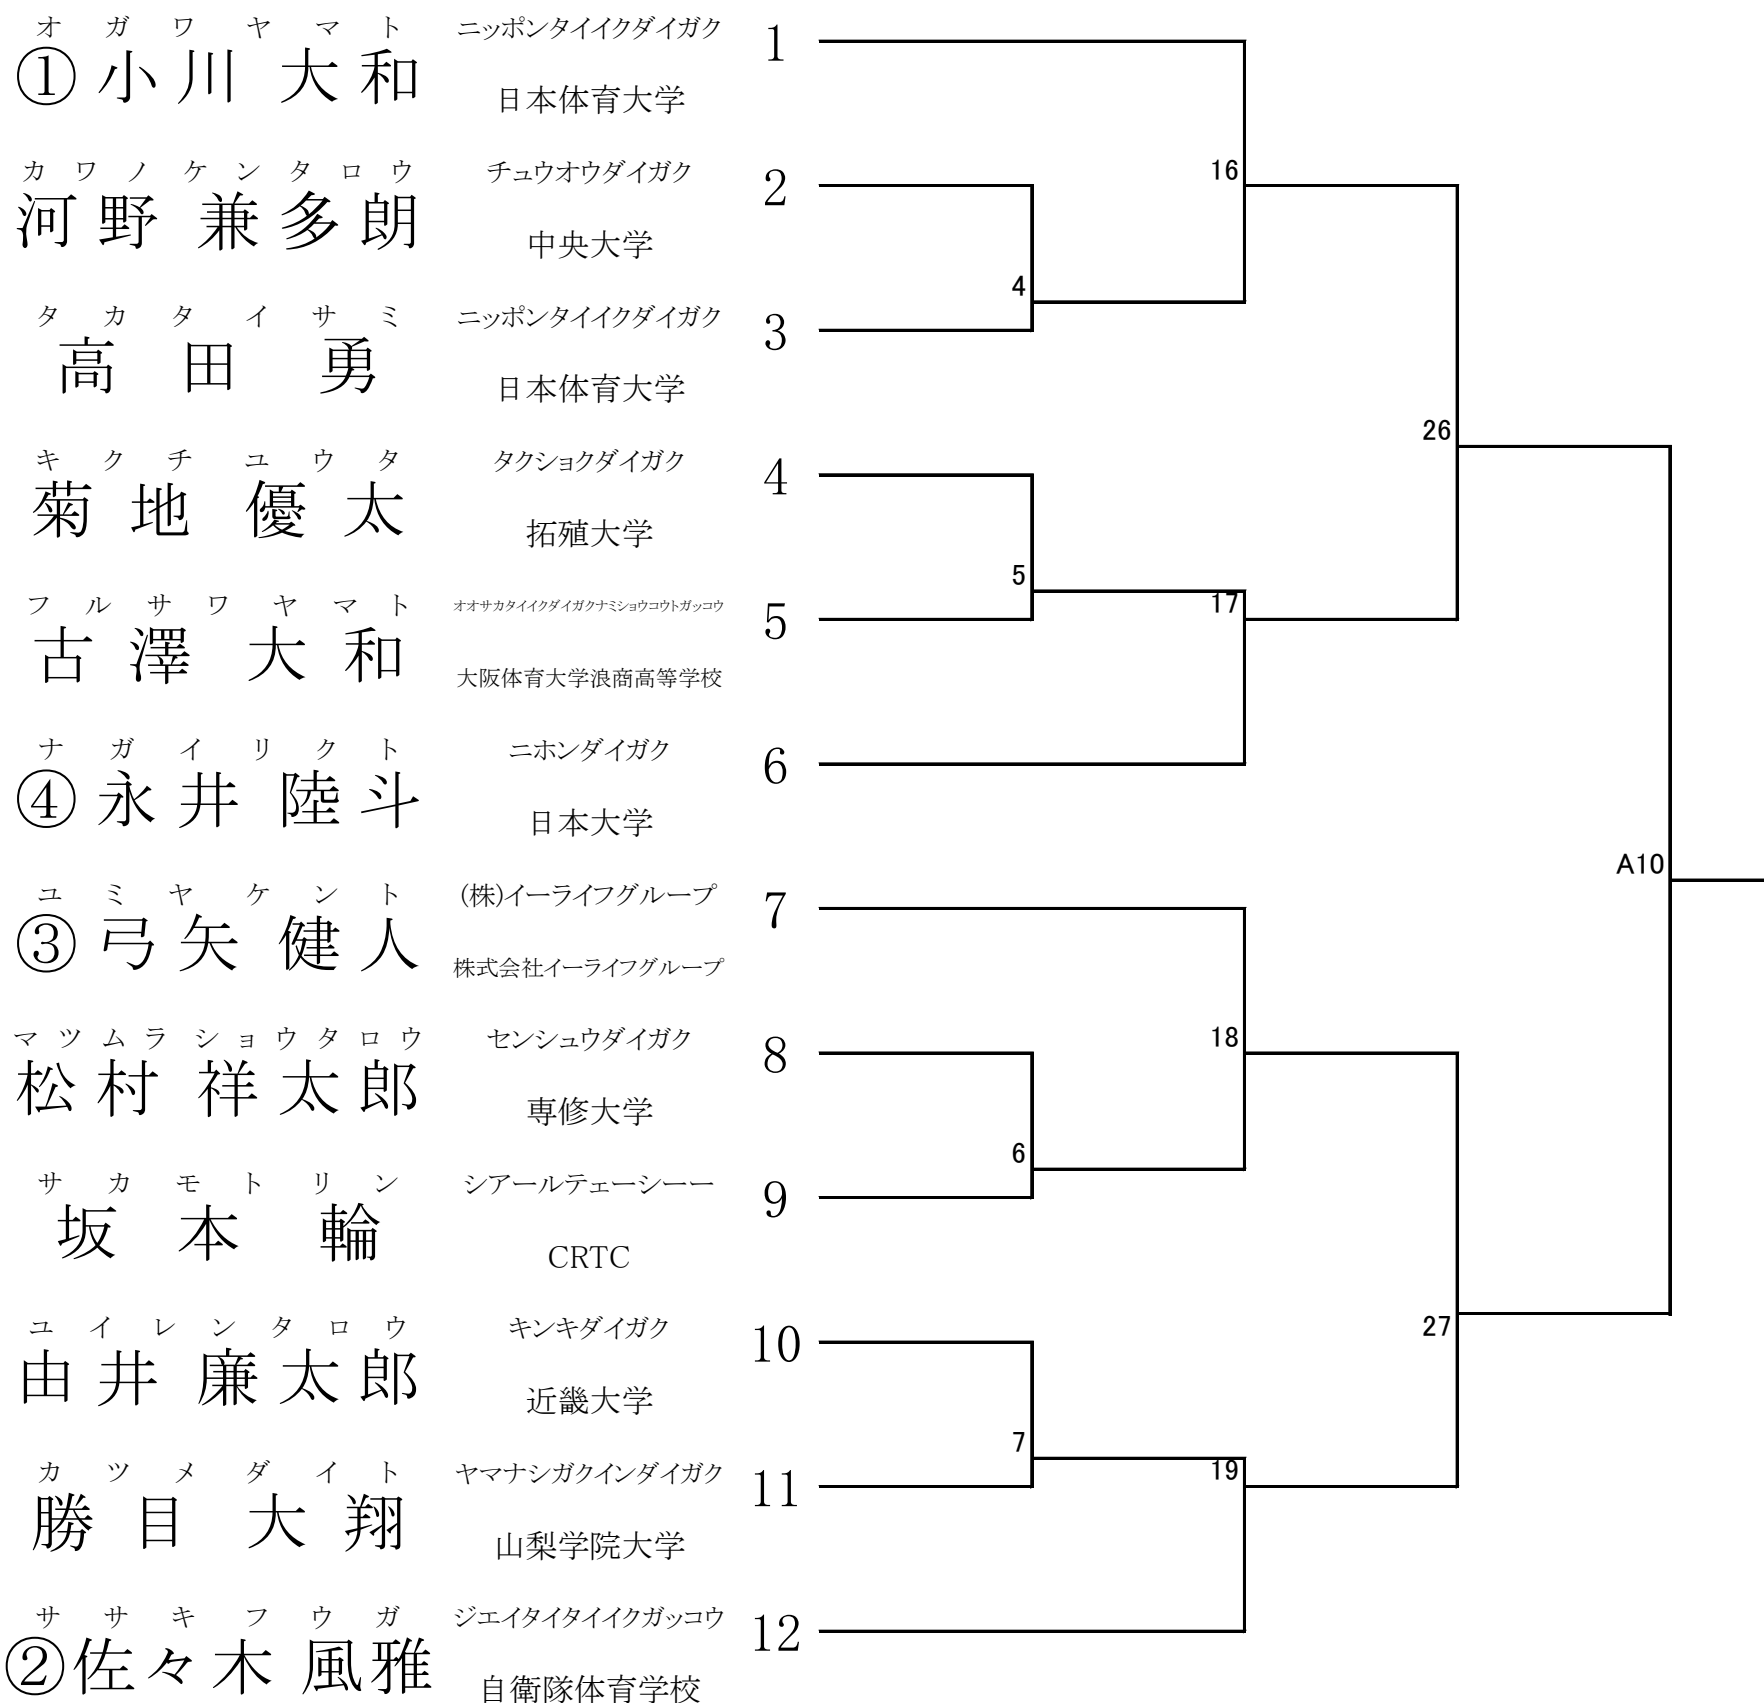 オガワヤマト ニッポンタイイクダイガク 1
①小川 大和 日本体育大学
16
カワノケンタロウ チュウオウダイガク 2
河野 兼多朗 中央大学
4
タカタイサミ ニッポンタイイクダイガク 3
高田 勇 日本体育大学
26
キクチユウタ タクショクダイガク 4
菊地 優太 拓殖大学
5
フルサワヤマト オオサカタイイクダイガクナミショウコウトガッコウ 5 17
古澤 大和 大阪体育大学浪商高等学校
ナガイリクト ニホンダイガク 6
④永井 陸斗 日本大学
A10
ユミヤケント (株)イーライフグループ 7
③弓矢 健人 株式会社イーライフグループ
マツムラショウタロウ センシュウダイガク 8 18
松村 祥太郎 専修大学
6
サカモトリン シアールテェーシーー 9
坂本 輪 CRTC
ユイレンタロウ キンキダイガク 10 27
由井 廉太郎 近畿大学
7
カツメダイト ヤマナシガクインダイガク 11 19
勝目 大翔 山梨学院大学
ササキフウガ ジエイタイタイイクガッコウ 12
②佐々木 風雅 自衛隊体育学校